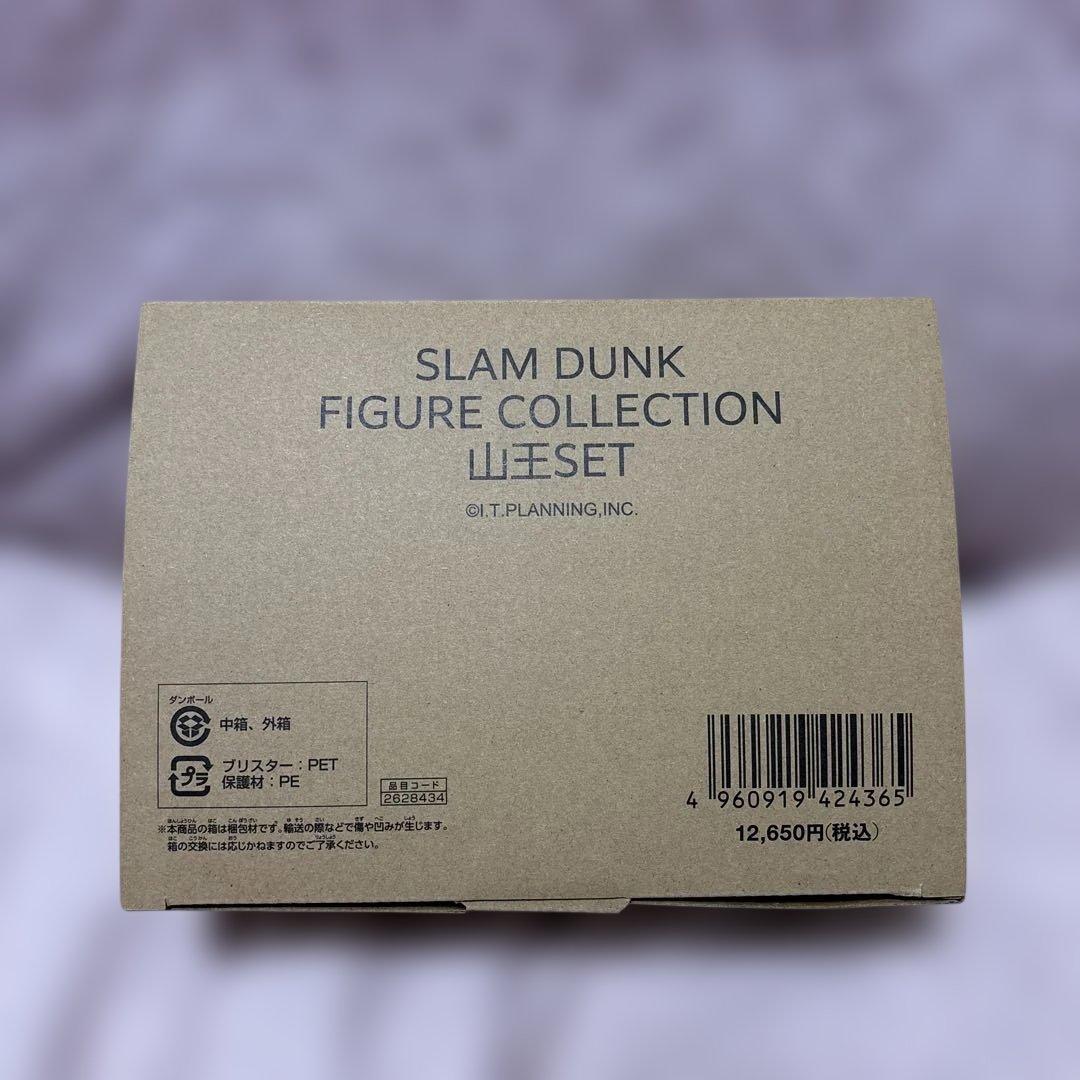 SLAM DUNK
FIGURE COLLECTION
山王SET
©I.T.PLANNING,INC.
ダンボール
中箱、外箱
プラ
ブリスター：PET
保護材：PE
品目コード
2628434
※本商品の箱は梱包材です。輸送の際などで傷や凹みが生じます。
箱の交換には応じかねますのでご了承ください。
4 960919 424365
12,650円(税込)